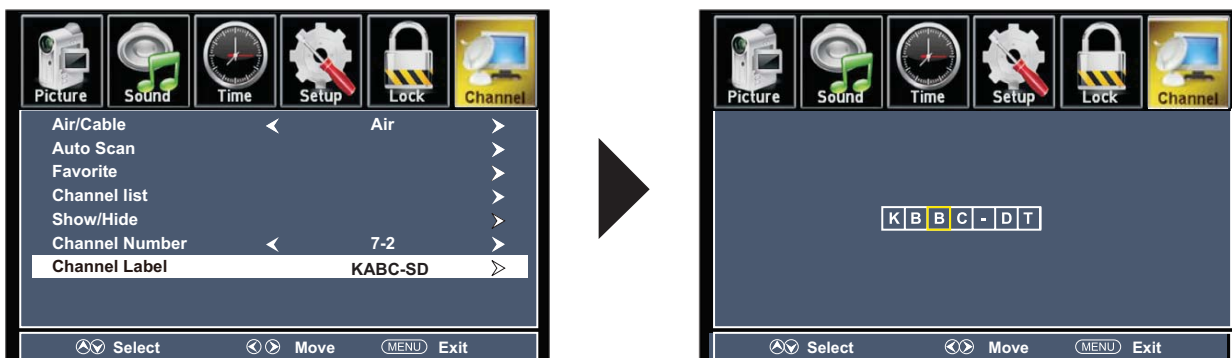 Picture Sound Time Setup Lock Channel
Air/Cable Air
Auto Scan
Favorite
Channel list
Show/Hide
Channel Number 7-2
Channel Label KABC-SD
Select Move MENU Exit
Picture Sound Time Setup Lock Channel
KBBC-DT
Select Move MENU Exit